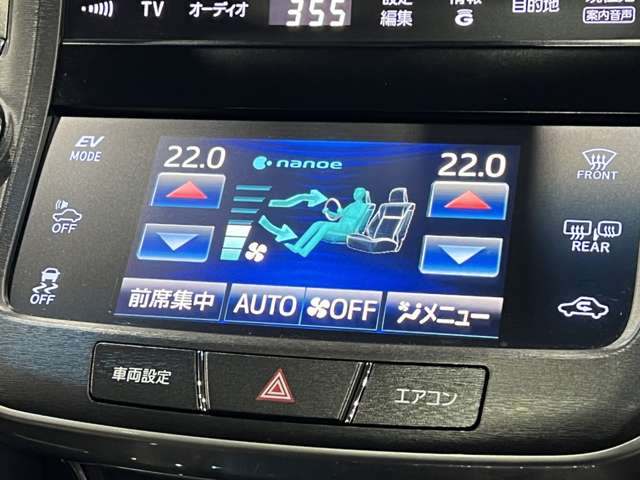 TV オーディオ 355 編集 G 目的地 案内音声
EV MODE
22.0 nanoe 22.0
FRONT
OFF
REAR
OFF
前席集中 AUTO OFF メニュー
車両設定 エアコン